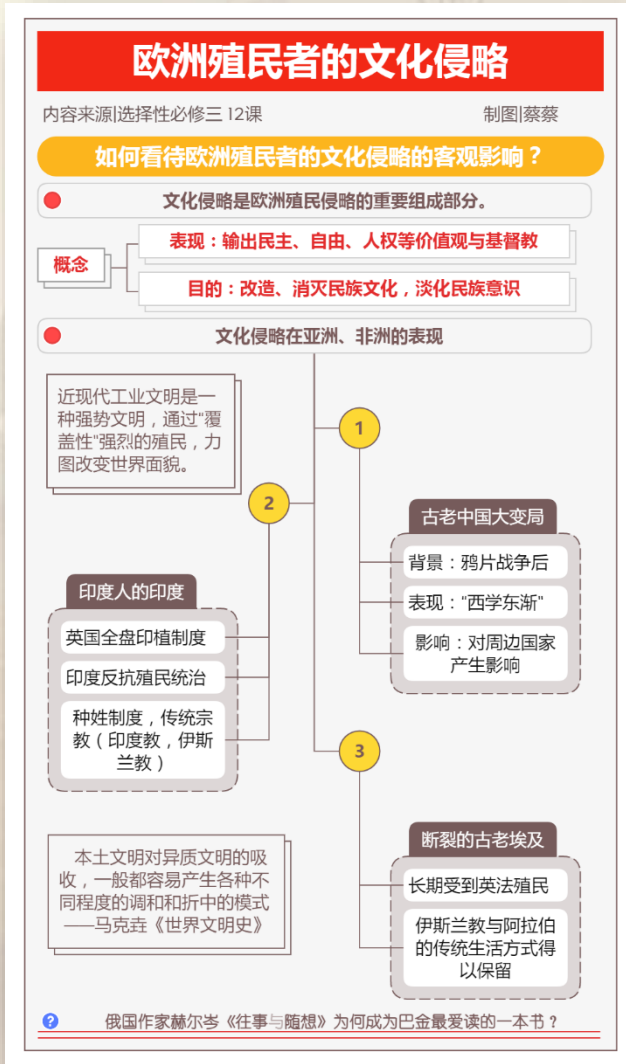 欧洲殖民者的文化侵略
内容来源|选择性必修三 12课
制图|蔡蔡
如何看待欧洲殖民者的文化侵略的客观影响？
文化侵略是欧洲殖民侵略的重要组成部分。
概念
表现：输出民主、自由、人权等价值观与基督教
目的：改造、消灭民族文化，淡化民族意识
文化侵略在亚洲、非洲的表现
近现代工业文明是一
种强势文明，通过“覆
盖性”强烈的殖民，力
图改变世界面貌。
1
古老中国大变局
背景：鸦片战争后
表现：“西学东渐”
影响：对周边国家
产生影响
2
印度人的印度
英国全盘印植制度
印度反抗殖民统治
种姓制度，传统宗
教（印度教，伊斯
兰教）
3
断裂的古老埃及
长期受到英法殖民
伊斯兰教与阿拉伯
的传统生活方式得
以保留
本土文明对异质文明的吸
收，一般都容易产生各种不
同程度的调和和折中的模式
——马克垚《世界文明史》
? 俄国作家赫尔岑《往事与随想》为何成为巴金最爱读的一本书？